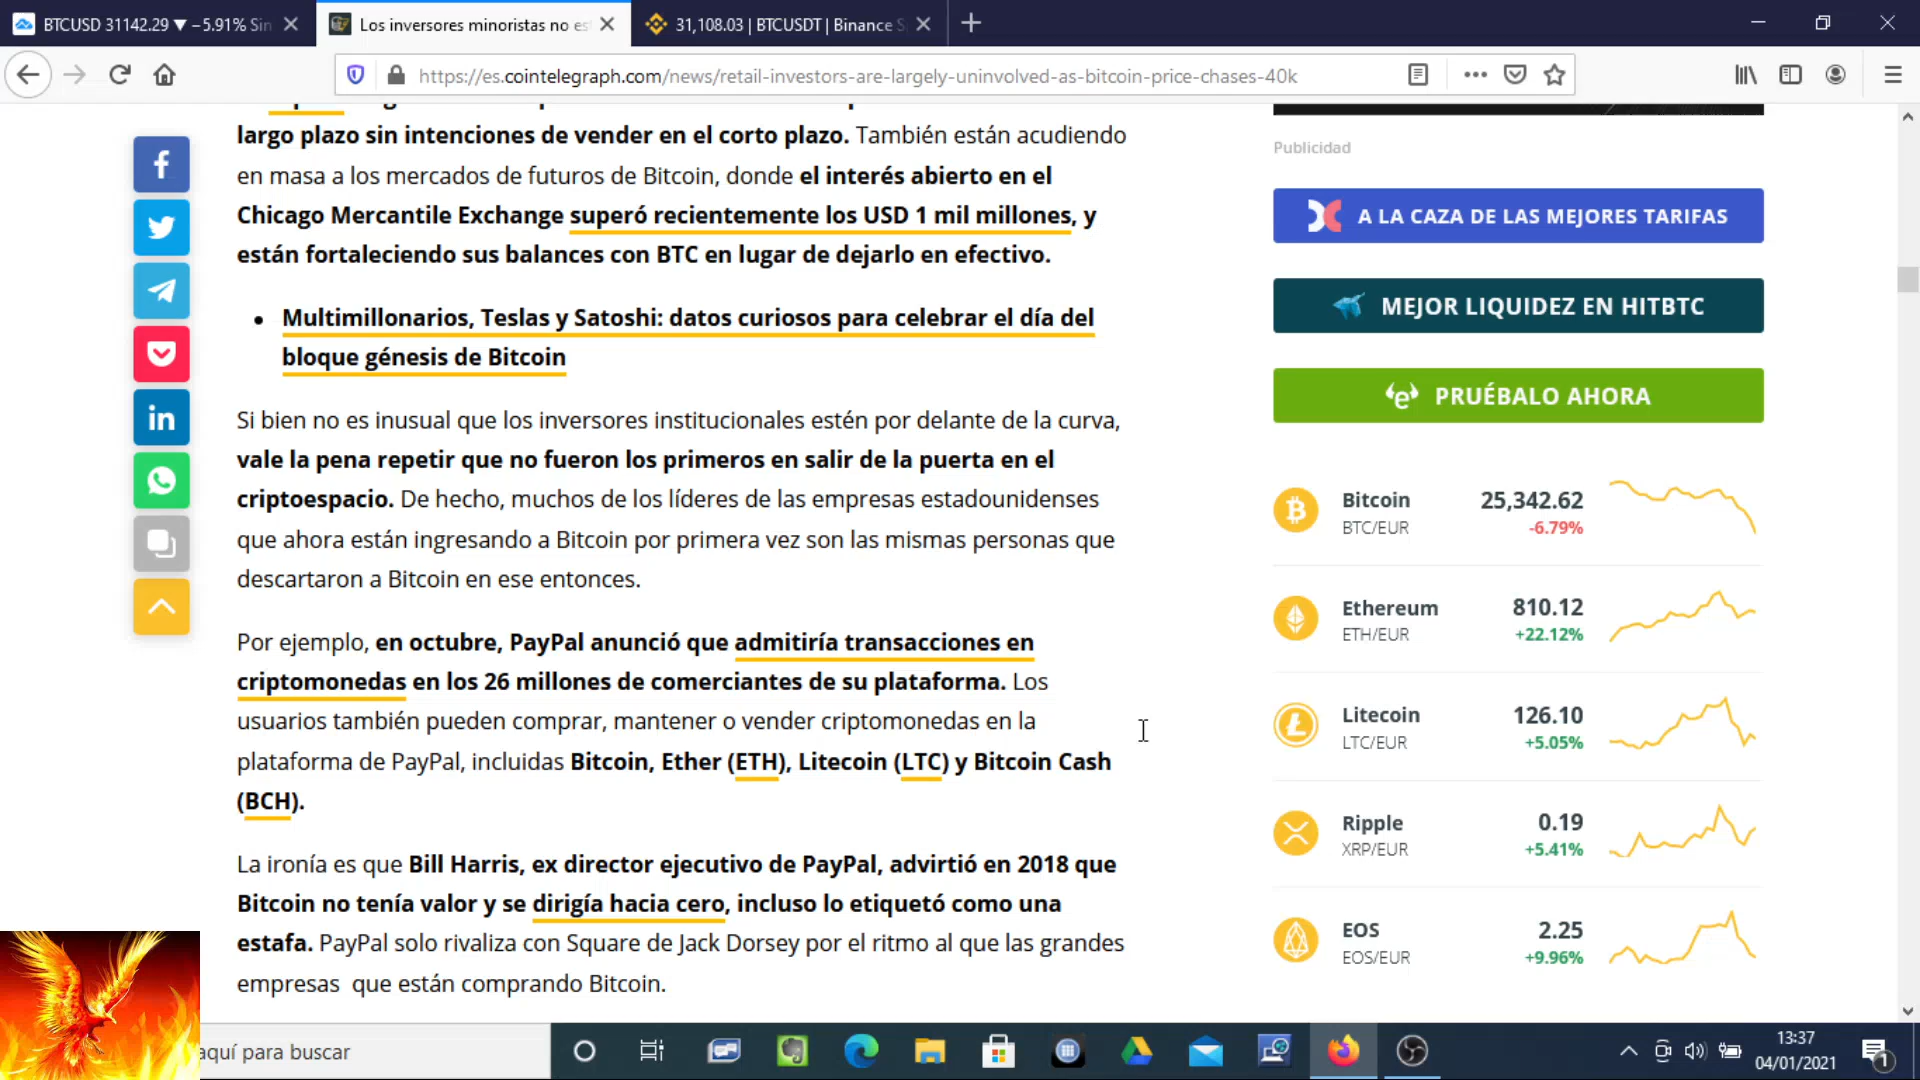 BTCUSD 31142.29 ▼ −5.91% Sin
Los inversores minoristas no es
31,108.03 | BTCUSDT | Binance S
https://es.cointelegraph.com/news/retail-investors-are-largely-uninvolved-as-bitcoin-price-chases-40k
largo plazo sin intenciones de vender en el corto plazo. También están acudiendo
en masa a los mercados de futuros de Bitcoin, donde el interés abierto en el
Chicago Mercantile Exchange superó recientemente los USD 1 mil millones, y
están fortaleciendo sus balances con BTC en lugar de dejarlo en efectivo.
• Multimillonarios, Teslas y Satoshi: datos curiosos para celebrar el día del
bloque génesis de Bitcoin
Si bien no es inusual que los inversores institucionales estén por delante de la curva,
vale la pena repetir que no fueron los primeros en salir de la puerta en el
criptoespacio. De hecho, muchos de los líderes de las empresas estadounidenses
que ahora están ingresando a Bitcoin por primera vez son las mismas personas que
descartaron a Bitcoin en ese entonces.
Por ejemplo, en octubre, PayPal anunció que admitiría transacciones en
criptomonedas en los 26 millones de comerciantes de su plataforma. Los
usuarios también pueden comprar, mantener o vender criptomonedas en la
plataforma de PayPal, incluidas Bitcoin, Ether (ETH), Litecoin (LTC) y Bitcoin Cash
(BCH).
La ironía es que Bill Harris, ex director ejecutivo de PayPal, advirtió en 2018 que
Bitcoin no tenía valor y se dirigía hacia cero, incluso lo etiquetó como una
estafa. PayPal solo rivaliza con Square de Jack Dorsey por el ritmo al que las grandes
empresas que están comprando Bitcoin.
Publicidad
A LA CAZA DE LAS MEJORES TARIFAS
MEJOR LIQUIDEZ EN HITBTC
PRUÉBALO AHORA
Bitcoin 25,342.62
BTC/EUR -6.79%
Ethereum 810.12
ETH/EUR +22.12%
Litecoin 126.10
LTC/EUR +5.05%
Ripple 0.19
XRP/EUR +5.41%
EOS 2.25
EOS/EUR +9.96%
aquí para buscar
13:37
04/01/2021
1